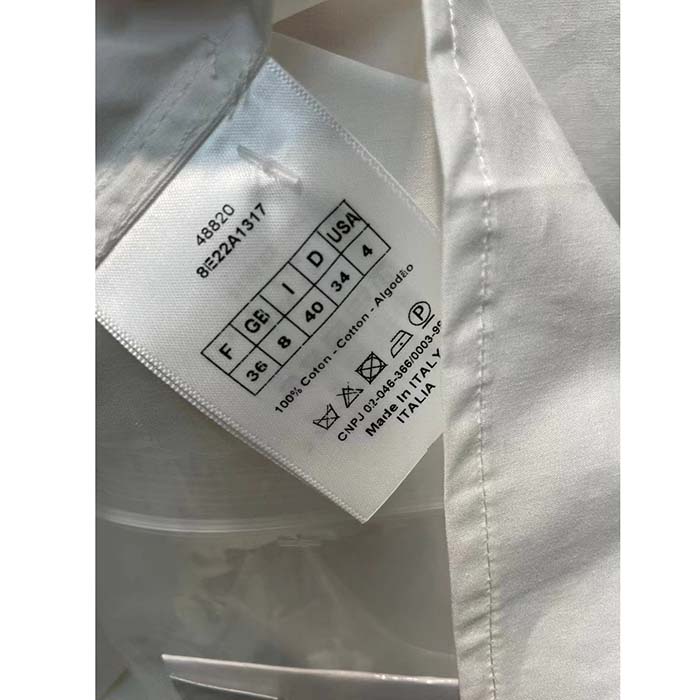 48820
8E22A1317
F GB I D USA
36 8 40 34 4
100% Coton - Cotton - Algodão
P
CNPJ 02-046-366/0003-96
Made In ITALY
ITALIA